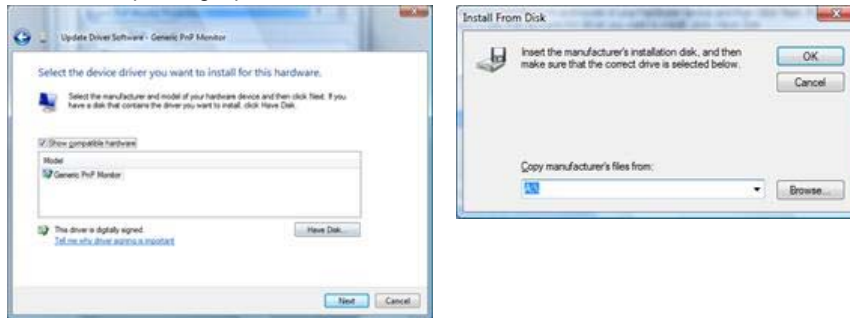 Update Driver Software - Generic PnP Monitor
Select the device driver you want to install for this hardware.
Select the manufacturer and model of your hardware device and then click Next. If you
have a disk that contains the driver you want to install, click Have Disk.
Show compatible hardware
Model
Generic PnP Monitor
This driver is digitally signed.
Tell me why driver signing is important
Have Disk...
Next
Cancel
Install From Disk
Insert the manufacturer's installation disk, and then
make sure that the correct drive is selected below.
OK
Cancel
Copy manufacturer's files from:
A:\
Browse...